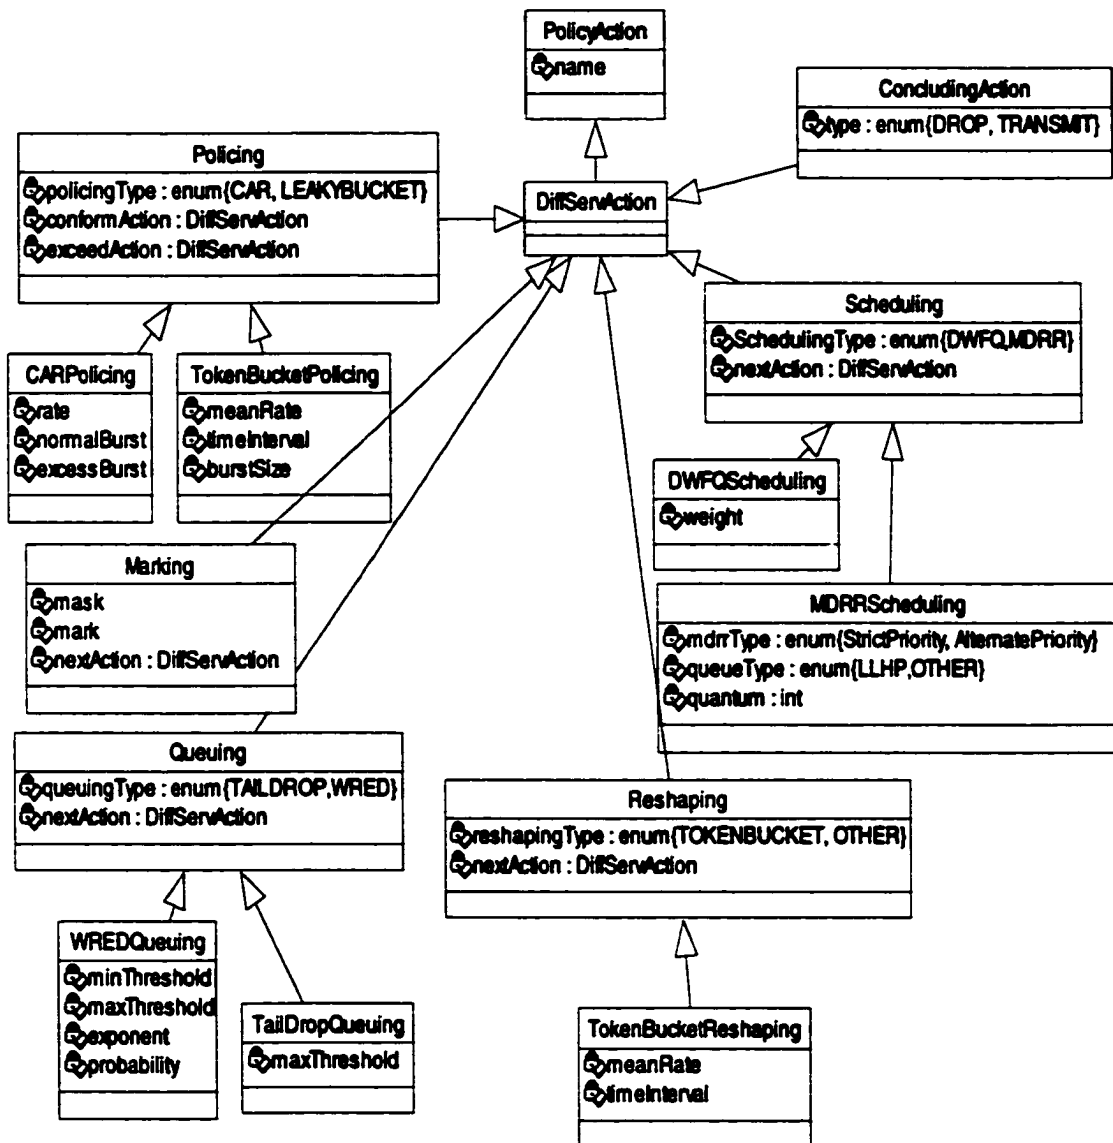 PolicyAction
name
ConcludingAction
type : enum{DROP, TRANSMIT}
Policing
policingType : enum{CAR, LEAKYBUCKET}
conformAction : DiffServAction
exceedAction : DiffServAction
DiffServAction
Scheduling
SchedulingType : enum{DWFQ,MDRR}
nextAction : DiffServAction
CARPolicing
rate
normalBurst
excessBurst
TokenBucketPolicing
meanRate
timeInterval
burstSize
DWFQScheduling
weight
Marking
mask
mark
nextAction : DiffServAction
MDRRScheduling
mdrrType : enum{StrictPriority, AlternatePriority}
queueType : enum{LLHP,OTHER}
quantum : int
Queuing
queuingType : enum{TAILDROP,WRED}
nextAction : DiffServAction
Reshaping
reshapingType : enum{TOKENBUCKET, OTHER}
nextAction : DiffServAction
WREDQueuing
minThreshold
maxThreshold
exponent
probability
TailDropQueuing
maxThreshold
TokenBucketReshaping
meanRate
timeInterval